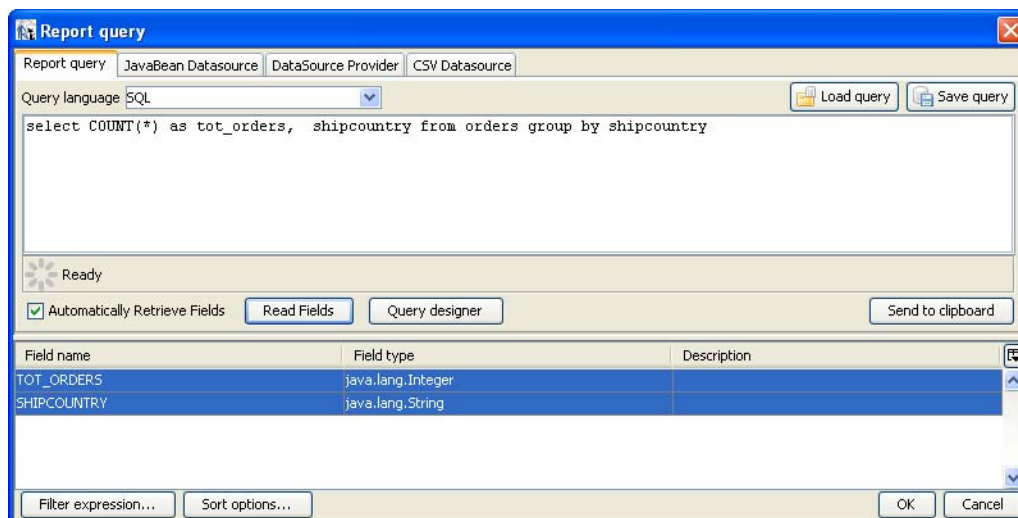 Report query
Report query JavaBean Datasource DataSource Provider CSV Datasource
Query language SQL Load query Save query
select COUNT(*) as tot_orders, shipcountry from orders group by shipcountry
Ready
Automatically Retrieve Fields Read Fields Query designer Send to clipboard
Field name Field type Description
TOT_ORDERS java.lang.Integer
SHIPCOUNTRY java.lang.String
Filter expression... Sort options... OK Cancel